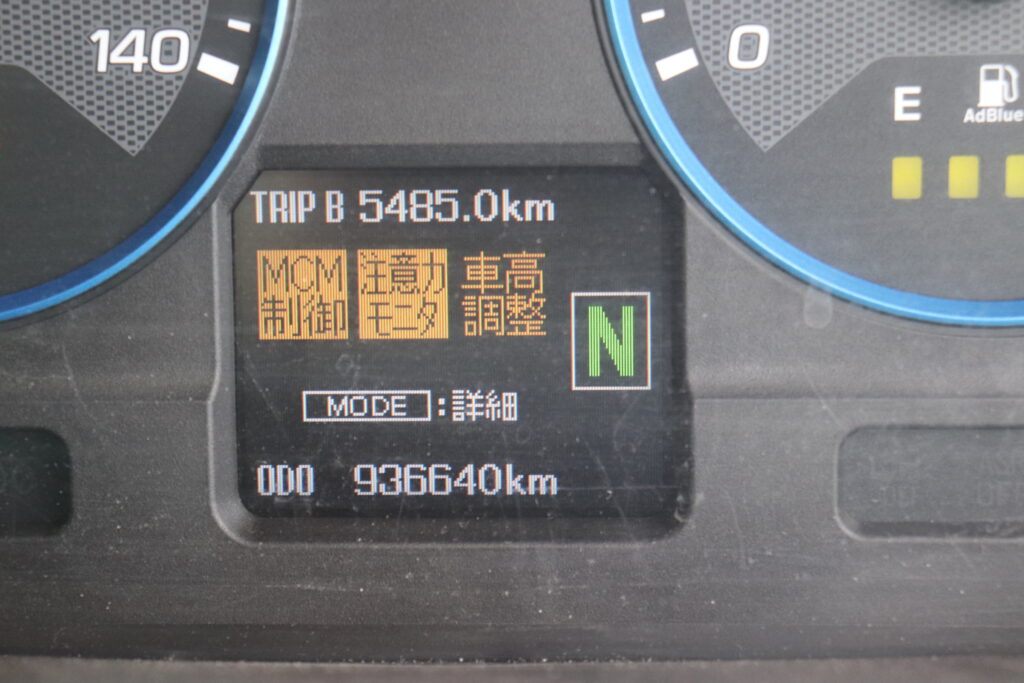 140
0
E
AdBlue
TRIP B 5485.0km
MCM
制御
注意力
モニタ
車高
調整
N
MODE:詳細
ODO 936640km